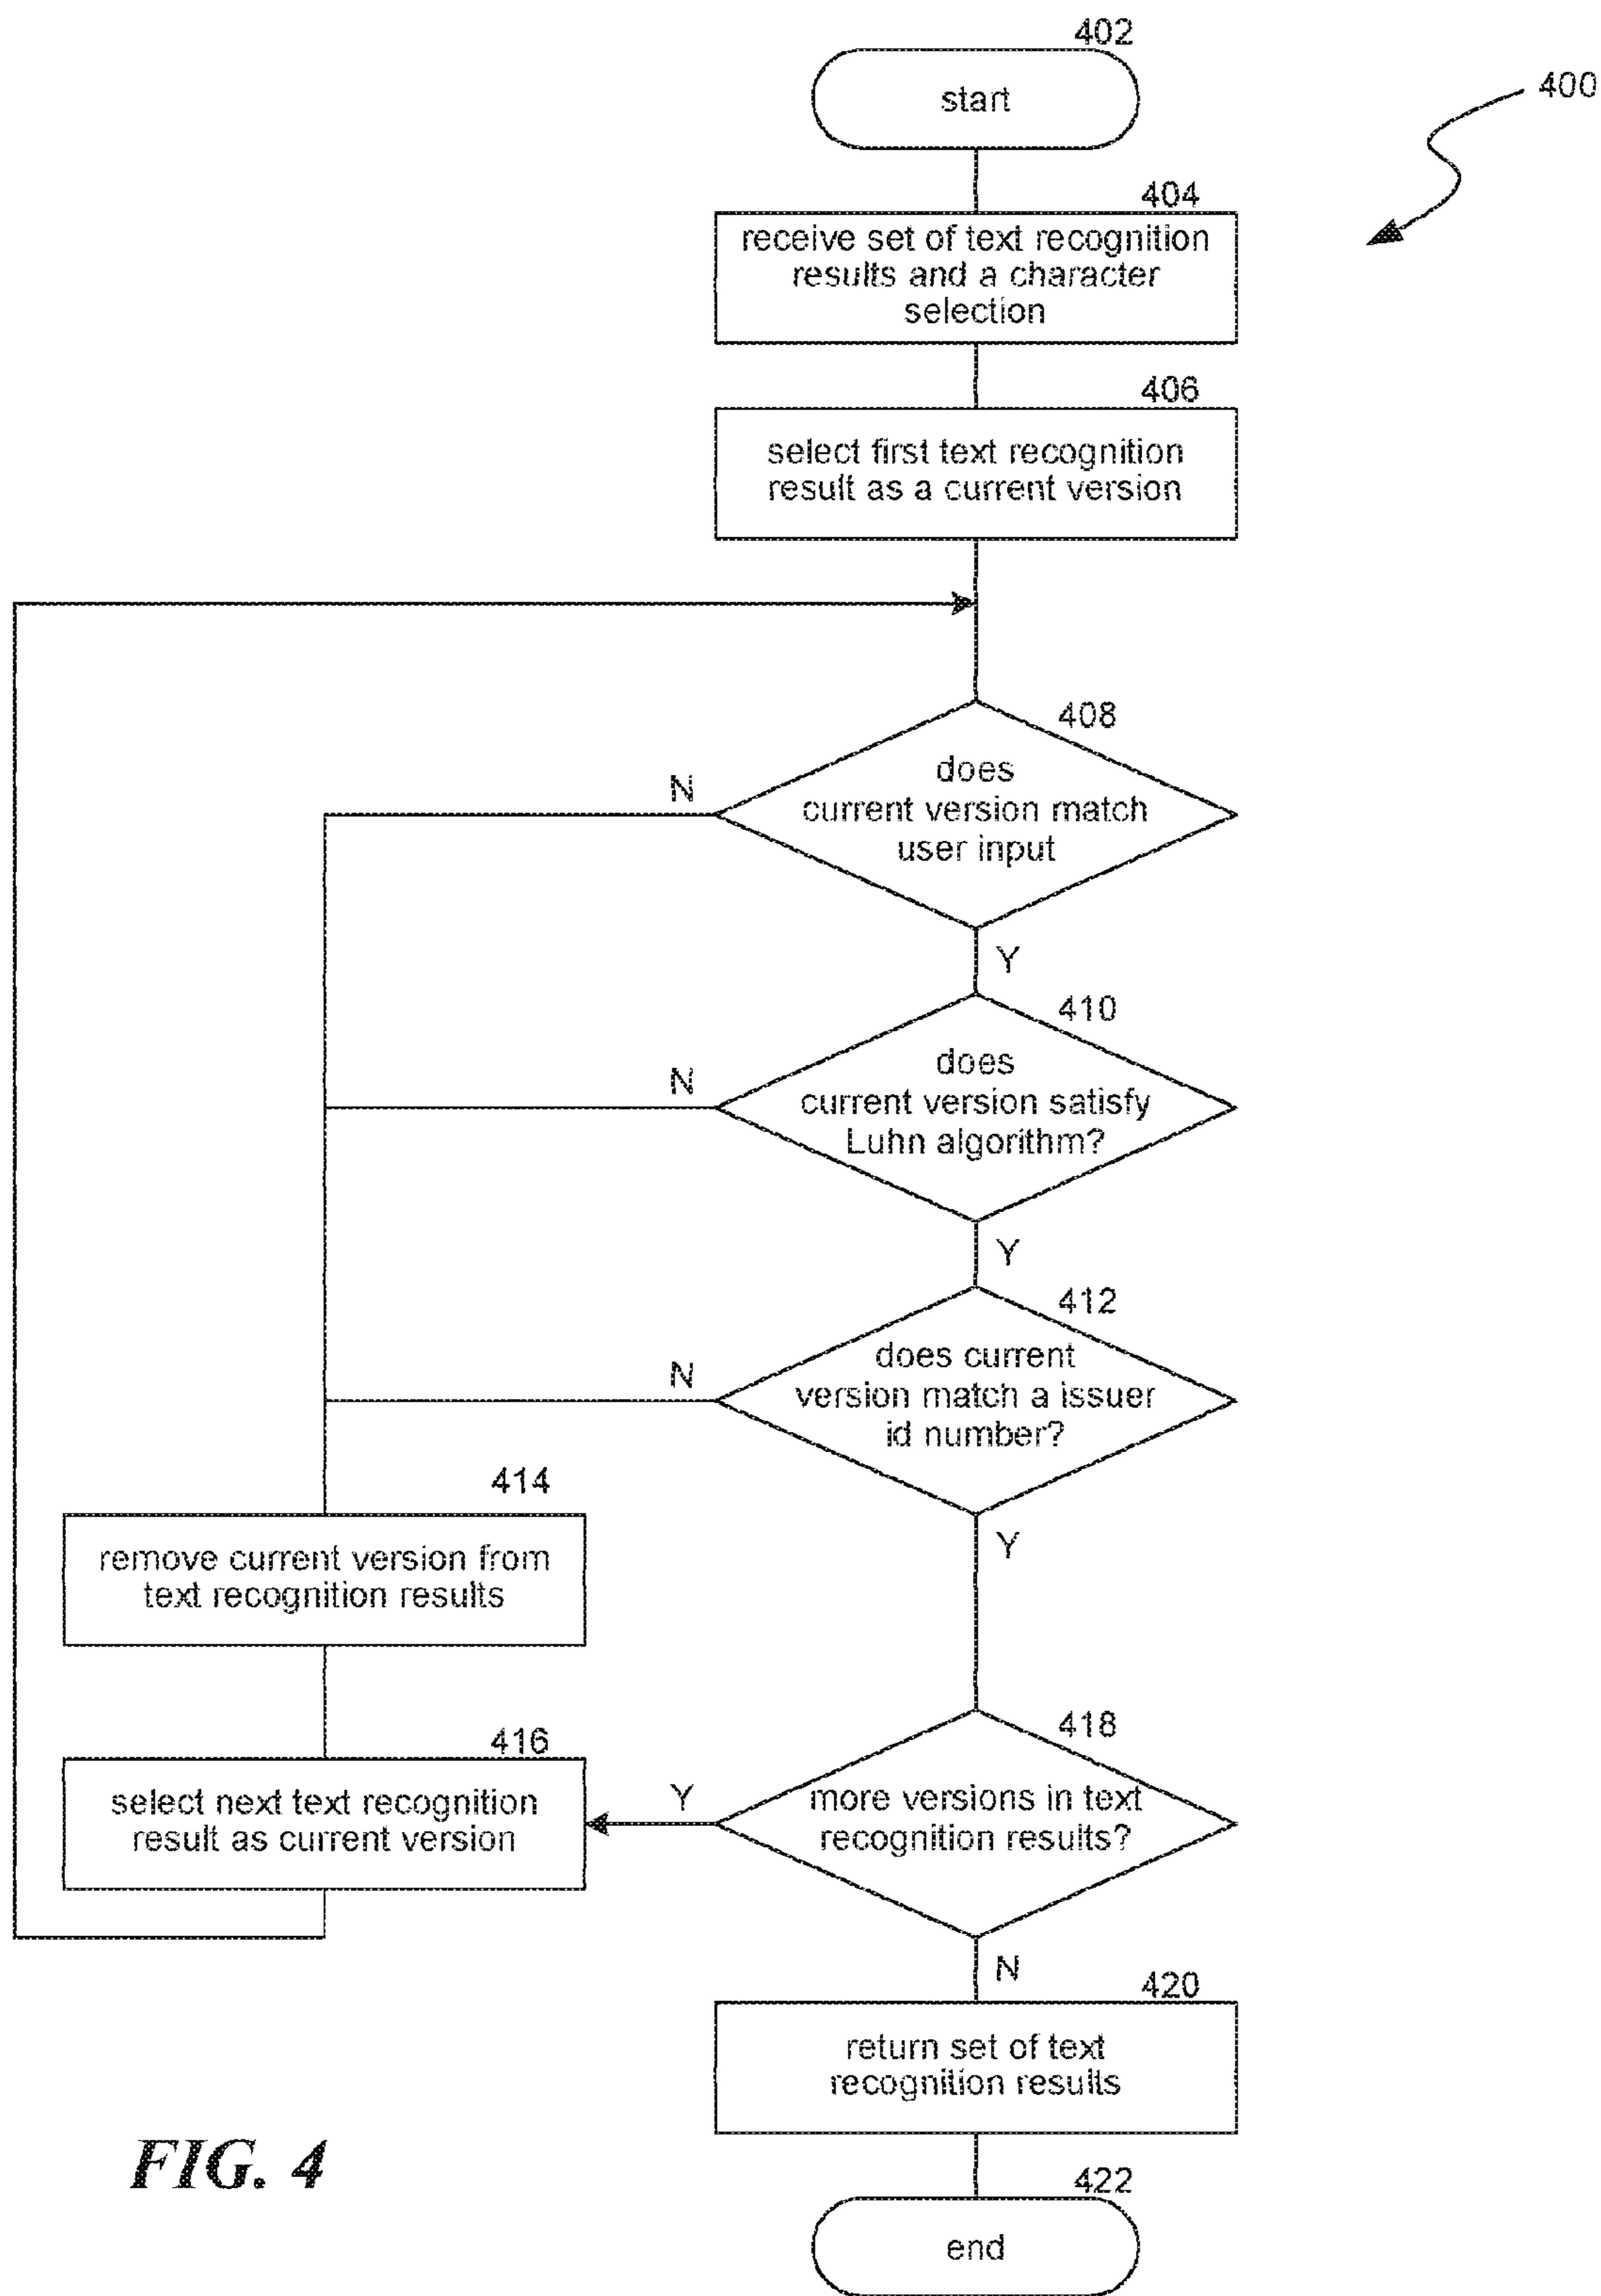 402
start
400
404
receive set of text recognition
results and a character
selection
406
select first text recognition
result as a current version
408
does
current version match
user input
N
Y
410
does
current version satisfy
Luhn algorithm?
N
Y
412
does current
version match a issuer
id number?
N
Y
414
remove current version from
text recognition results
416
select next text recognition
result as current version
418
more versions in text
recognition results?
Y
N
420
return set of text
recognition results
422
end
FIG. 4